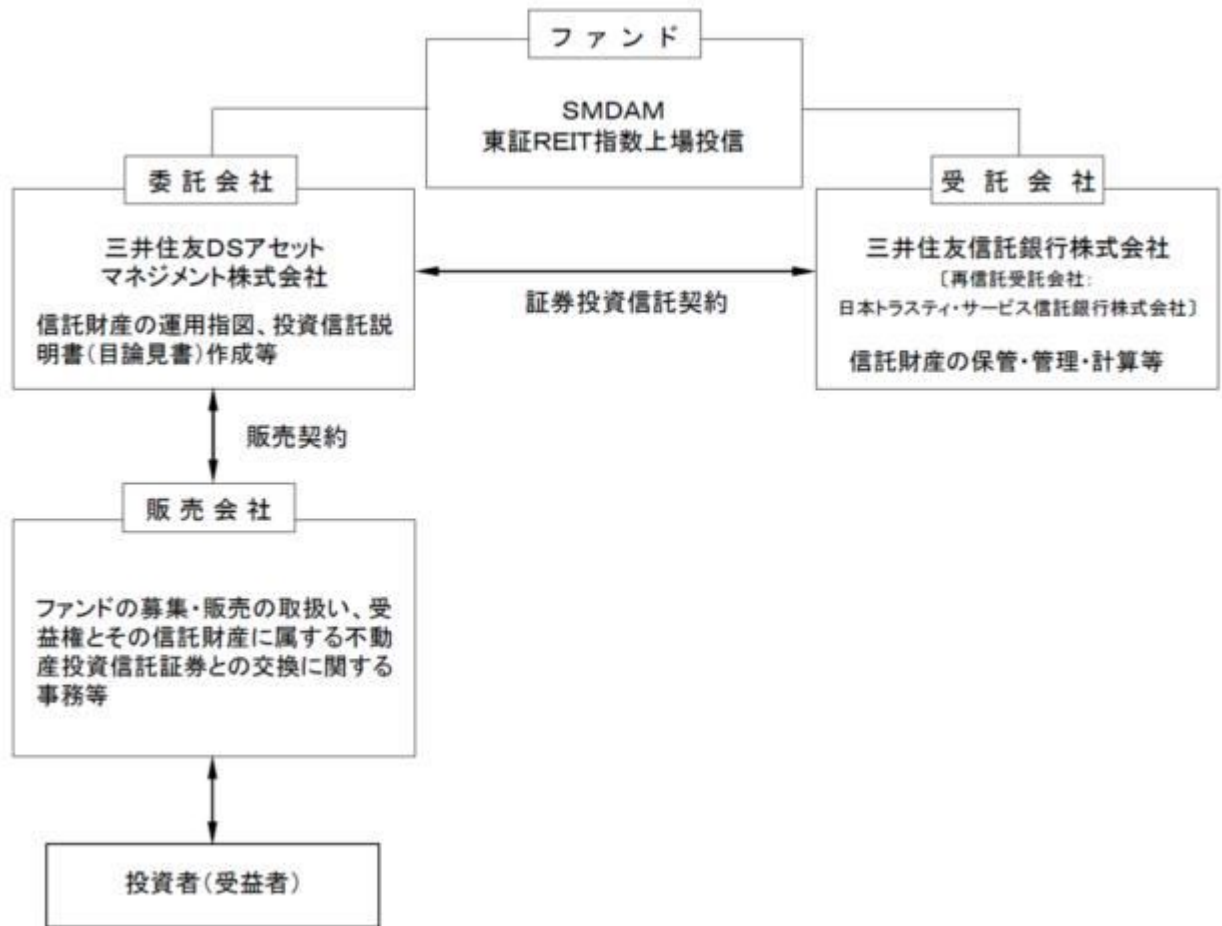 ファンド
SMDAM
東証REIT指数上場投信
委託会社
三井住友DSアセット
マネジメント株式会社
信託財産の運用指図、投資信託説
明書(目論見書)作成等
証券投資信託契約
受託会社
三井住友信託銀行株式会社
〔再信託受託会社:
日本トラスティ・サービス信託銀行株式会社〕
信託財産の保管・管理・計算等
販売契約
販売会社
ファンドの募集・販売の取扱い、受
益権とその信託財産に属する不動
産投資信託証券との交換に関する
事務等
投資者(受益者)